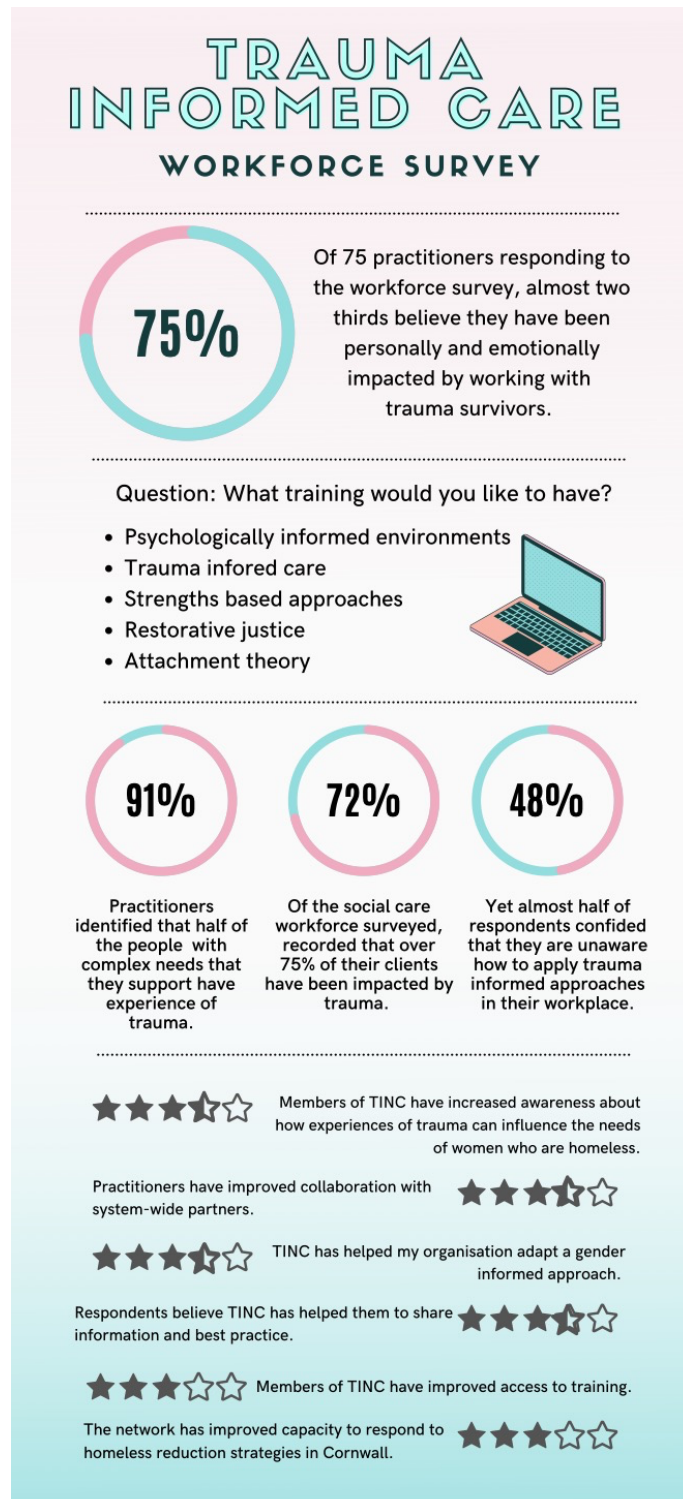 TRAUMA
INFORMED CARE
WORKFORCE SURVEY
75%
Of 75 practitioners responding to
the workforce survey, almost two
thirds believe they have been
personally and emotionally
impacted by working with
trauma survivors.
Question: What training would you like to have?
• Psychologically informed environments
• Trauma infored care
• Strengths based approaches
• Restorative justice
• Attachment theory
91%
Practitioners
identified that half of
the people with
complex needs that
they support have
experience of
trauma.
72%
Of the social care
workforce surveyed,
recorded that over
75% of their clients
have been impacted by
trauma.
48%
Yet almost half of
respondents confided
that they are unaware
how to apply trauma
informed approaches
in their workplace.
Members of TINC have increased awareness about
how experiences of trauma can influence the needs
of women who are homeless.
Practitioners have improved collaboration with
system-wide partners.
TINC has helped my organisation adapt a gender
informed approach.
Respondents believe TINC has helped them to share
information and best practice.
Members of TINC have improved access to training.
The network has improved capacity to respond to
homeless reduction strategies in Cornwall.